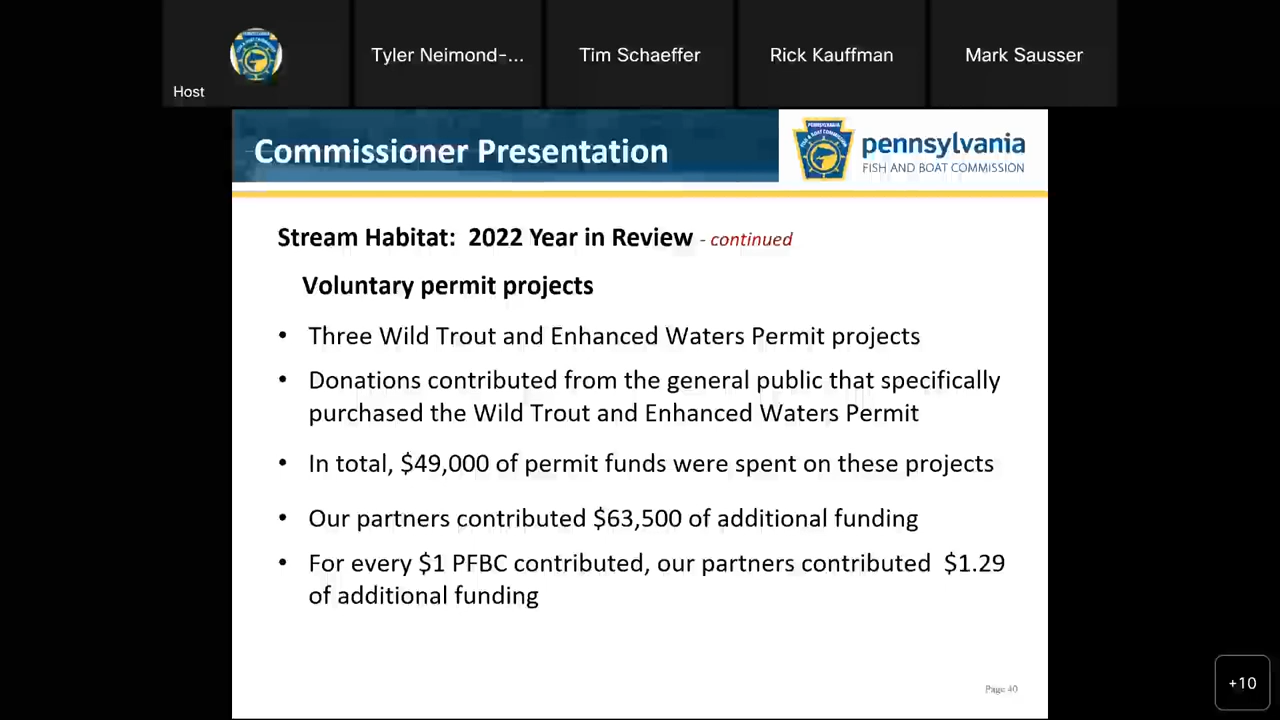 Host
Tyler Neimond-...
Tim Schaeffer
Rick Kauffman
Mark Sausser
Commissioner Presentation
pennsylvania
FISH AND BOAT COMMISSION
Stream Habitat: 2022 Year in Review - continued
Voluntary permit projects
• Three Wild Trout and Enhanced Waters Permit projects
• Donations contributed from the general public that specifically
purchased the Wild Trout and Enhanced Waters Permit
• In total, $49,000 of permit funds were spent on these projects
• Our partners contributed $63,500 of additional funding
• For every $1 PFBC contributed, our partners contributed $1.29
of additional funding
Page 40
+10